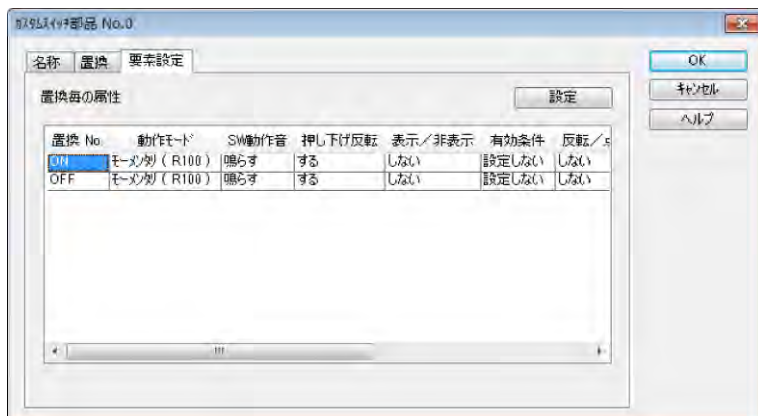 ｶｽﾀﾑｽｲｯﾁ部品 No.0
名称 置換 要素設定
OK
ｷｬﾝｾﾙ
ﾍﾙﾌﾟ
置換毎の属性
設定
置換 No 動作ﾓｰﾄﾞ SW動作音 押し下げ反転 表示／非表示 有効条件 反転／
ON ﾓｰﾒﾝﾀﾘ ( R100 ) 鳴らす する しない 設定しない しない
OFF ﾓｰﾒﾝﾀﾘ ( R100 ) 鳴らす する しない 設定しない しない